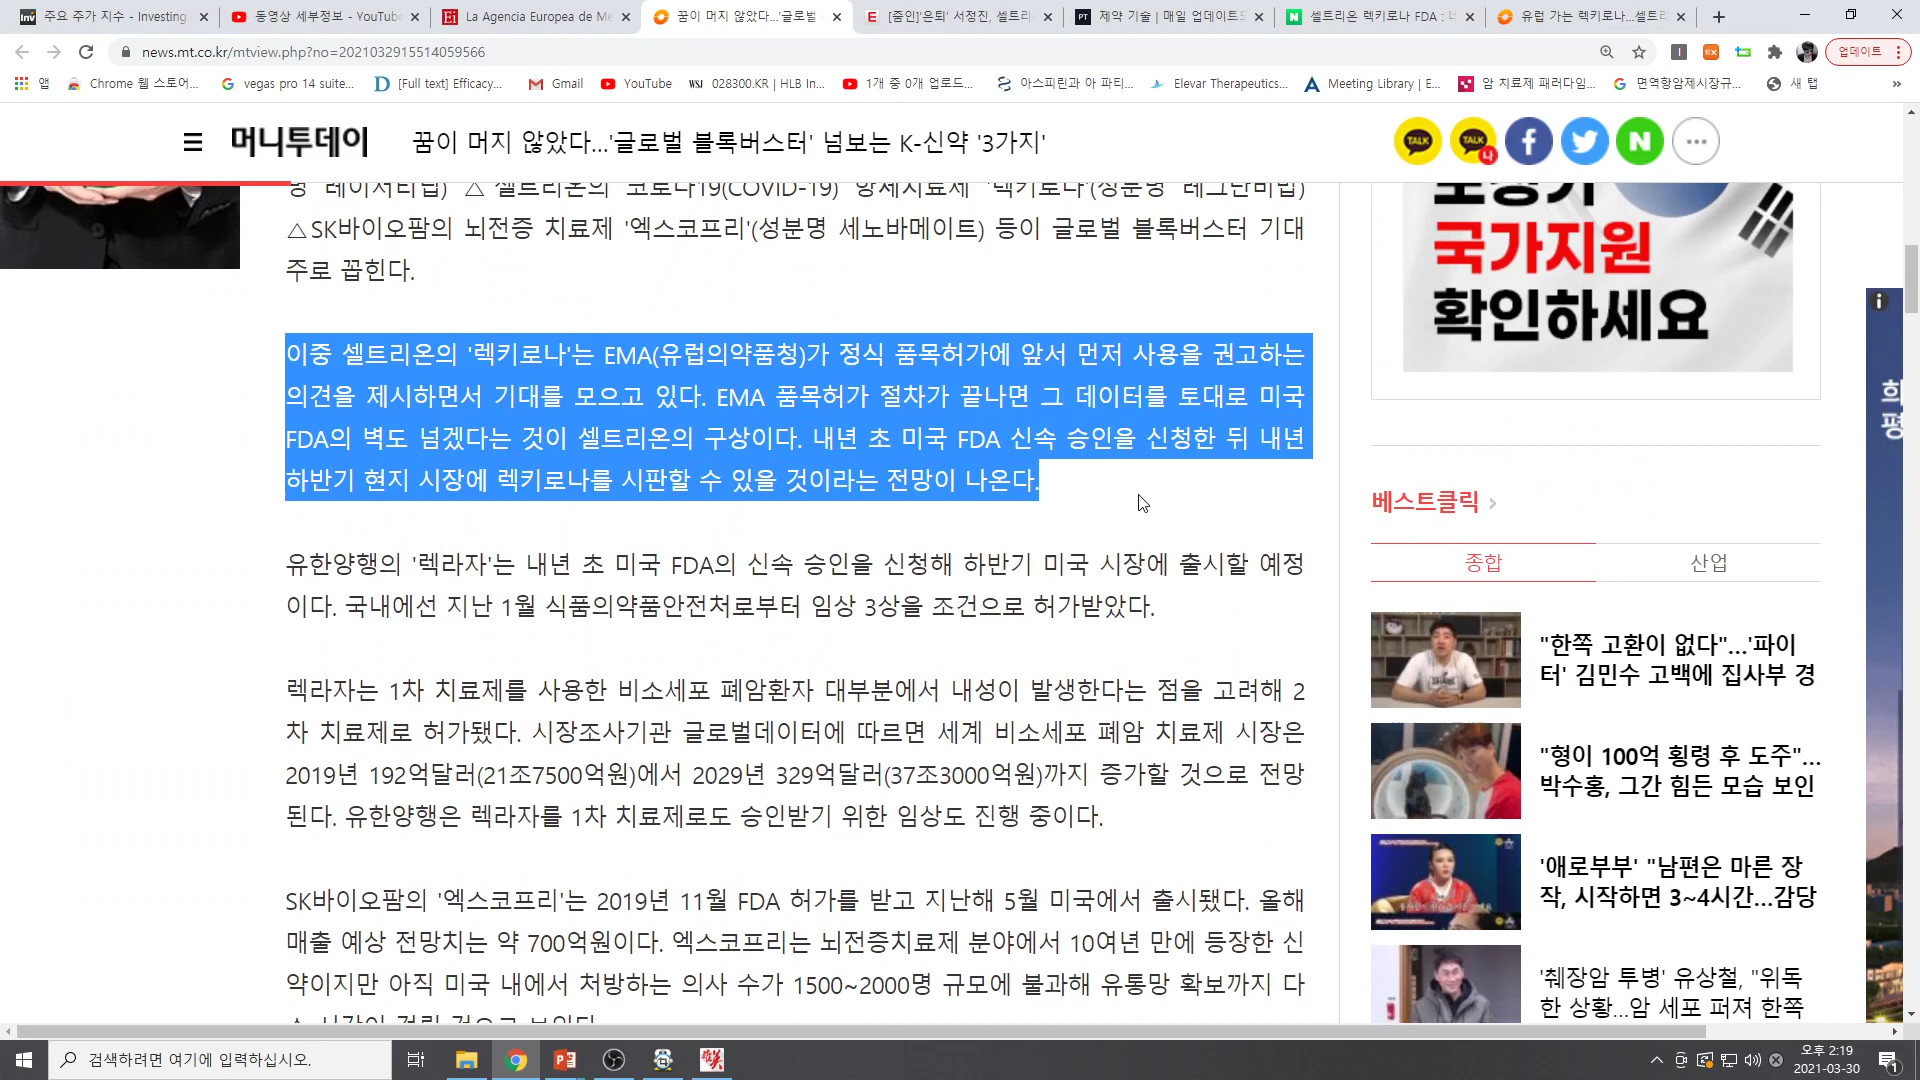 주요 주가 지수 - Investing.
동영상 세부정보 - YouTube
La Agencia Europea de Me
꿈이 머지 않았다...'글로벌
[줌인]'은퇴' 서정진, 셀트리
제약 기술 | 매일 업데이트되
셀트리온 렉키로나 FDA : 네
유럽 가는 렉키로나...셀트리
news.mt.co.kr/mtview.php?no=2021032915514059566
업데이트
앱
Chrome 웹 스토어...
vegas pro 14 suite...
[Full text] Efficacy...
Gmail
YouTube
028300.KR | HLB In...
1개 중 0개 업로드...
아스피린과 아 파티...
Elevar Therapeutics...
Meeting Library | E...
암 치료제 패러다임...
면역항암제시장규...
새 탭
머니투데이
꿈이 머지 않았다...'글로벌 블록버스터' 넘보는 K-신약 '3가지'
TALK
TALK 나
명 레이저티닙) △ 셀트리온의 코로나19(COVID-19) 항체치료제 '렉키로나'(성분명 레그단비맙)
△SK바이오팜의 뇌전증 치료제 '엑스코프리'(성분명 세노바메이트) 등이 글로벌 블록버스터 기대
주로 꼽힌다.
이중 셀트리온의 '렉키로나'는 EMA(유럽의약품청)가 정식 품목허가에 앞서 먼저 사용을 권고하는
의견을 제시하면서 기대를 모으고 있다. EMA 품목허가 절차가 끝나면 그 데이터를 토대로 미국
FDA의 벽도 넘겠다는 것이 셀트리온의 구상이다. 내년 초 미국 FDA 신속 승인을 신청한 뒤 내년
하반기 현지 시장에 렉키로나를 시판할 수 있을 것이라는 전망이 나온다.
유한양행의 '렉라자'는 내년 초 미국 FDA의 신속 승인을 신청해 하반기 미국 시장에 출시할 예정
이다. 국내에선 지난 1월 식품의약품안전처로부터 임상 3상을 조건으로 허가받았다.
렉라자는 1차 치료제를 사용한 비소세포 폐암환자 대부분에서 내성이 발생한다는 점을 고려해 2
차 치료제로 허가됐다. 시장조사기관 글로벌데이터에 따르면 세계 비소세포 폐암 치료제 시장은
2019년 192억달러(21조7500억원)에서 2029년 329억달러(37조3000억원)까지 증가할 것으로 전망
된다. 유한양행은 렉라자를 1차 치료제로도 승인받기 위한 임상도 진행 중이다.
SK바이오팜의 '엑스코프리'는 2019년 11월 FDA 허가를 받고 지난해 5월 미국에서 출시됐다. 올해
매출 예상 전망치는 약 700억원이다. 엑스코프리는 뇌전증치료제 분야에서 10여년 만에 등장한 신
약이지만 아직 미국 내에서 처방하는 의사 수가 1500~2000명 규모에 불과해 유통망 확보까지 다
국가지원
확인하세요
베스트클릭
종합
산업
"한쪽 고환이 없다"...'파이
터' 김민수 고백에 집사부 경
"형이 100억 횡령 후 도주"...
박수홍, 그간 힘든 모습 보인
'애로부부' "남편은 마른 장
작, 시작하면 3~4시간...감당
'췌장암 투병' 유상철, "위독
한 상황...암 세포 퍼져 한쪽
검색하려면 여기에 입력하십시오.
오후 2:19
2021-03-30